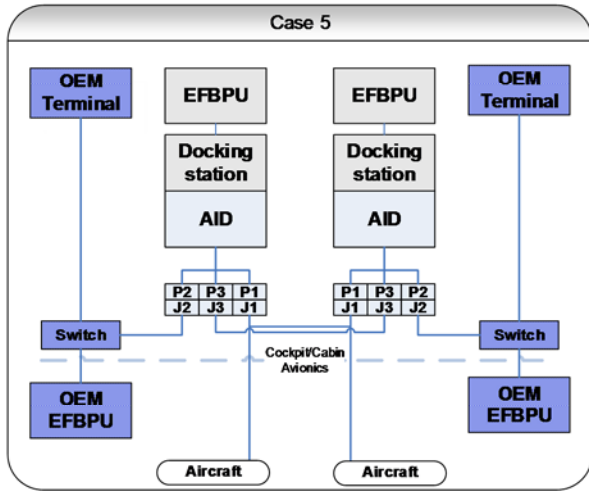 Case 5
OEM
Terminal
EFBPU
EFBPU
OEM
Terminal
Docking
station
Docking
station
AID
AID
P2 P3 P1
J2 J3 J1
P1 P3 P2
J1 J3 J2
Switch
Switch
Cockpit/Cabin
Avionics
OEM
EFBPU
OEM
EFBPU
Aircraft
Aircraft